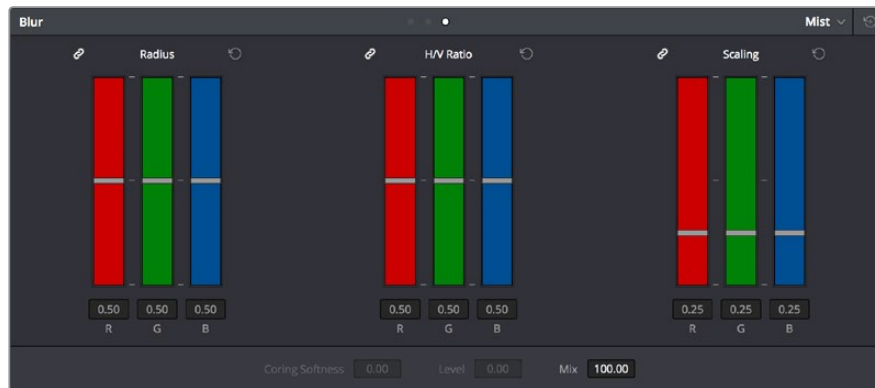 Blur Mist
Radius H/V Ratio Scaling
0.50 0.50 0.50 0.50 0.50 0.50 0.25 0.25 0.25
R G B R G B R G B
Coring Softness 0.00 Level 0.00 Mix 100.00